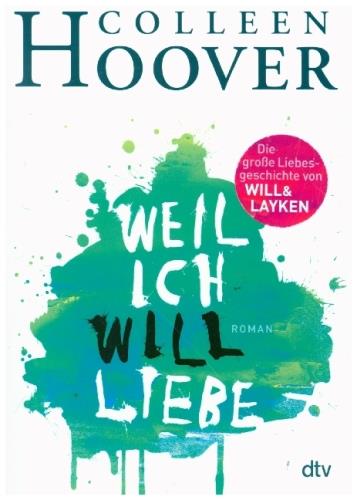 COLLEEN
HOOVER
Die
große Liebes-
geschichte von
WILL &
LAYKEN
WEIL
ICH
WILL
ROMAN
LIEBE
dtv